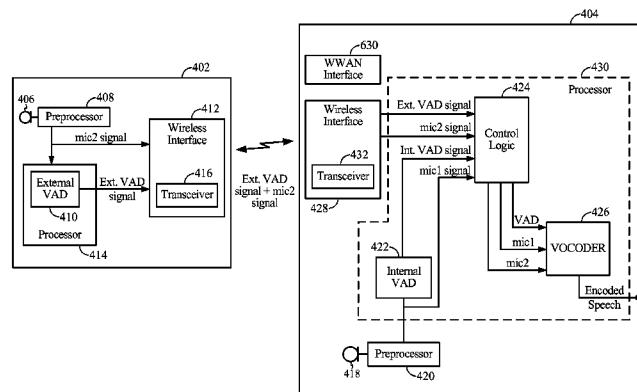 402
406
408
Preprocessor
mic2 signal
412
Wireless
Interface
External
VAD
410
Ext. VAD
signal
416
Transceiver
Processor
414
Ext. VAD
signal + mic2
signal
404
630
WWAN
Interface
430
Processor
424
Control
Logic
Wireless
Interface
432
Transceiver
428
Ext. VAD signal
mic2 signal
Int. VAD signal
mic1 signal
VAD
mic1
mic2
426
VOCODER
Encoded
Speech
422
Internal
VAD
418
Preprocessor
420